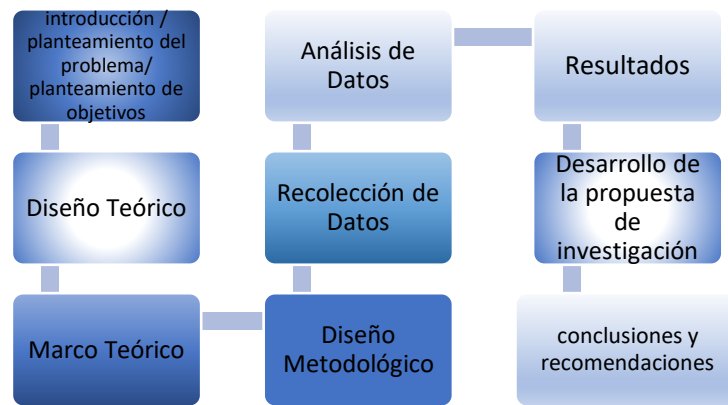 introducción /
planteamiento del
problema/
planteamiento de
objetivos
Diseño Teórico
Marco Teórico
Diseño
Metodológico
Recolección de
Datos
Análisis de
Datos
Resultados
Desarrollo de
la propuesta
de
investigación
conclusiones y
recomendaciones